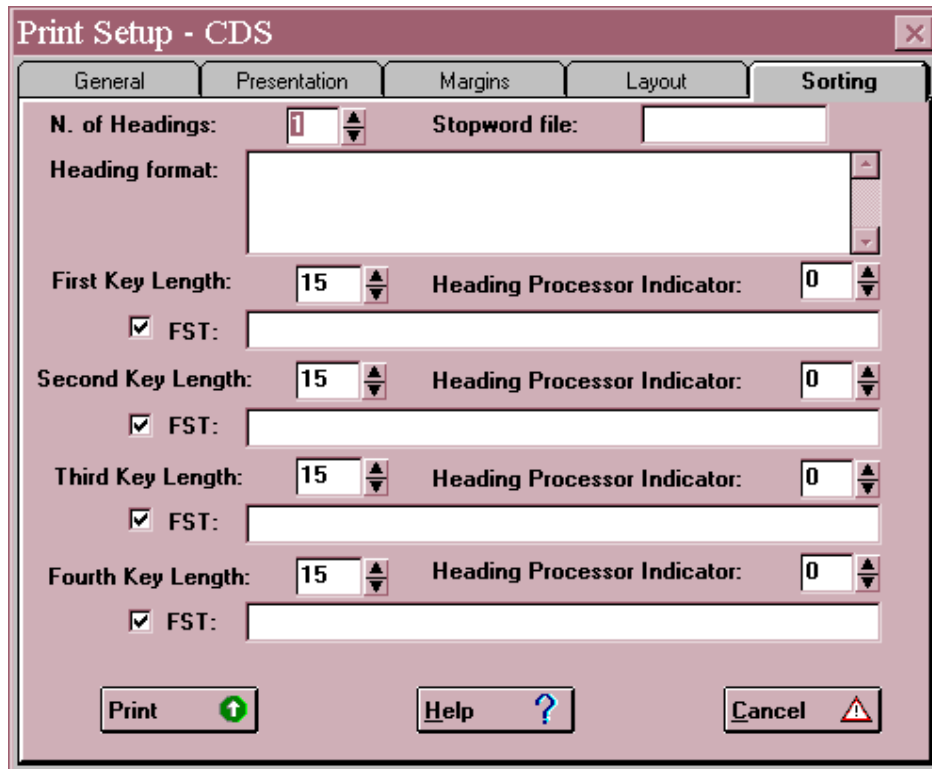 Print Setup - CDS
General Presentation Margins Layout Sorting
N. of Headings: 1 Stopword file:
Heading format:
First Key Length: 15 Heading Processor Indicator: 0
FST:
Second Key Length: 15 Heading Processor Indicator: 0
FST:
Third Key Length: 15 Heading Processor Indicator: 0
FST:
Fourth Key Length: 15 Heading Processor Indicator: 0
FST:
Print Help ? Cancel